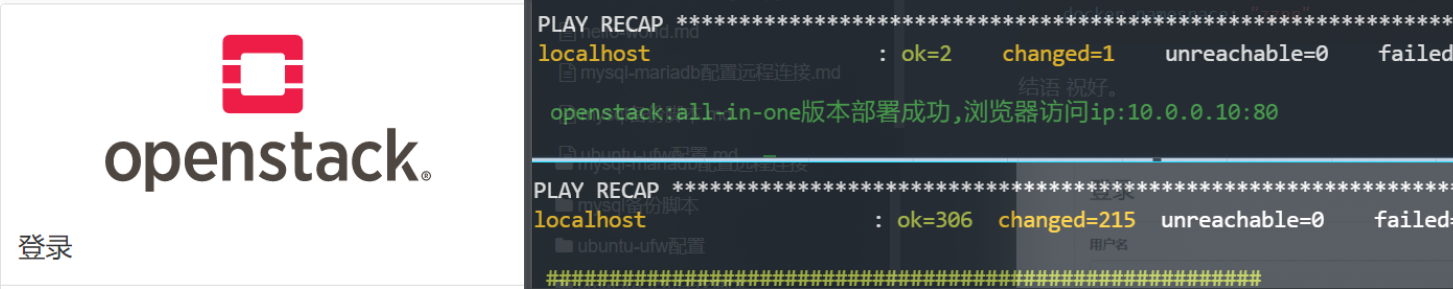 openstack®
登录
PLAY RECAP ****************************************************************
docker_namespace:
hello-world.md
localhost : ok=2 changed=1 unreachable=0 failed
mysql-mariadb配置远程连接.md
结语 祝好。
openstack:all-in-one版本部署成功,浏览器访问ip:10.0.0.10:80
ubuntu-ufw配置.md
mysql-mariadb配置远程连接
PLAY RECAP ****************************************************************
登录
mysql备份脚本
localhost : ok=306 changed=215 unreachable=0 failed=
用户名
ubuntu-ufw配置
#########################################################